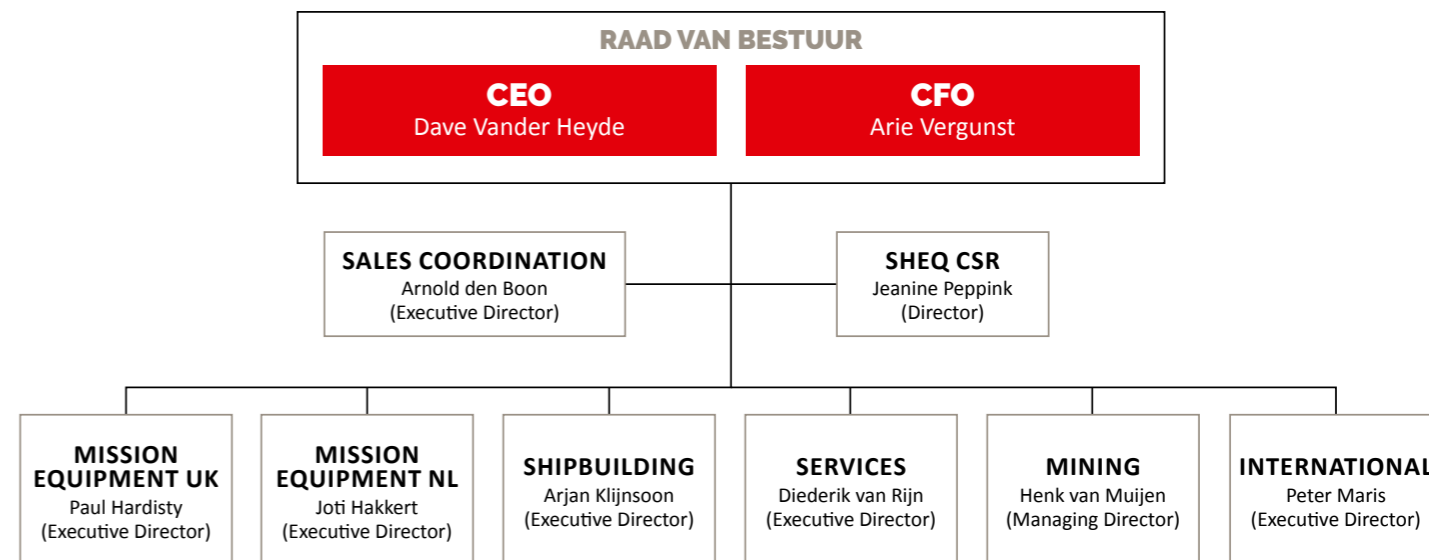 RAAD VAN BESTUUR
CEO
Dave Vander Heyde
CFO
Arie Vergunst
SALES COORDINATION
Arnold den Boon
(Executive Director)
SHEQ CSR
Jeanine Peppink
(Director)
MISSION
EQUIPMENT UK
Paul Hardisty
(Executive Director)
MISSION
EQUIPMENT NL
Joti Hakkert
(Executive Director)
SHIPBUILDING
Arjan Klijnsoon
(Executive Director)
SERVICES
Diederik van Rijn
(Executive Director)
MINING
Henk van Muijen
(Managing Director)
INTERNATIONAL
Peter Maris
(Executive Director)